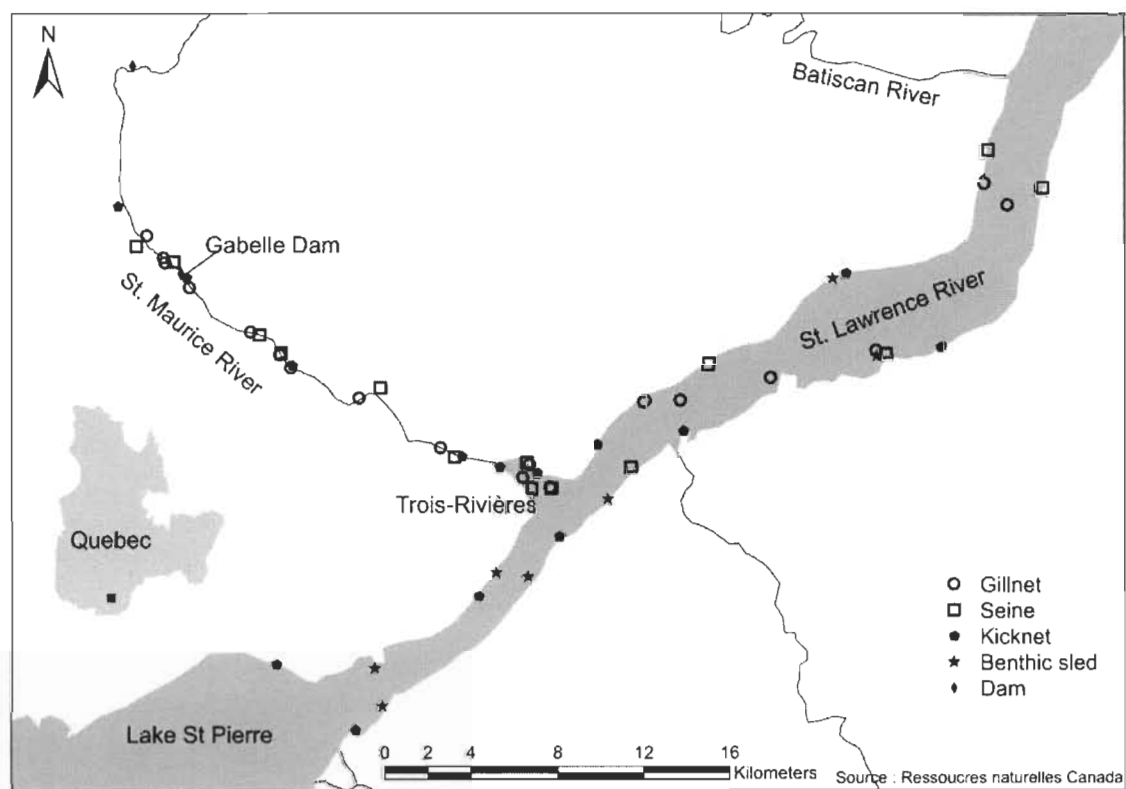 N
Batiscan River
Gabelle Dam
St. Maurice River
St. Lawrence River
Trois-Rivières
Quebec
Gillnet
Seine
Kicknet
Benthic sled
Dam
Lake St Pierre
0 2 4 8 12 16
Kilometers
Source : Ressoucres naturelles Canada